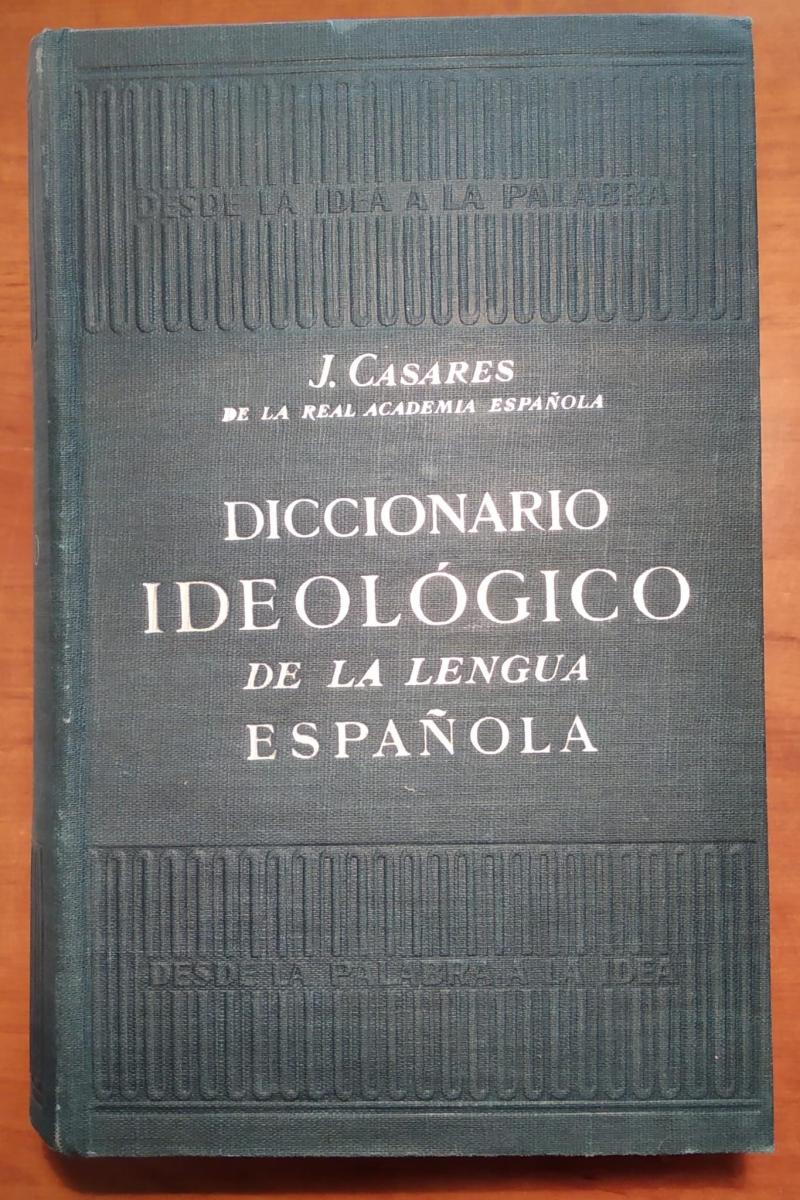 DESDE LA IDEA A LA PALABRA
J. CASARES
DE LA REAL ACADEMIA ESPAÑOLA
DICCIONARIO
IDEOLÓGICO
DE LA LENGUA
ESPAÑOLA
DESDE LA PALABRA A LA IDEA